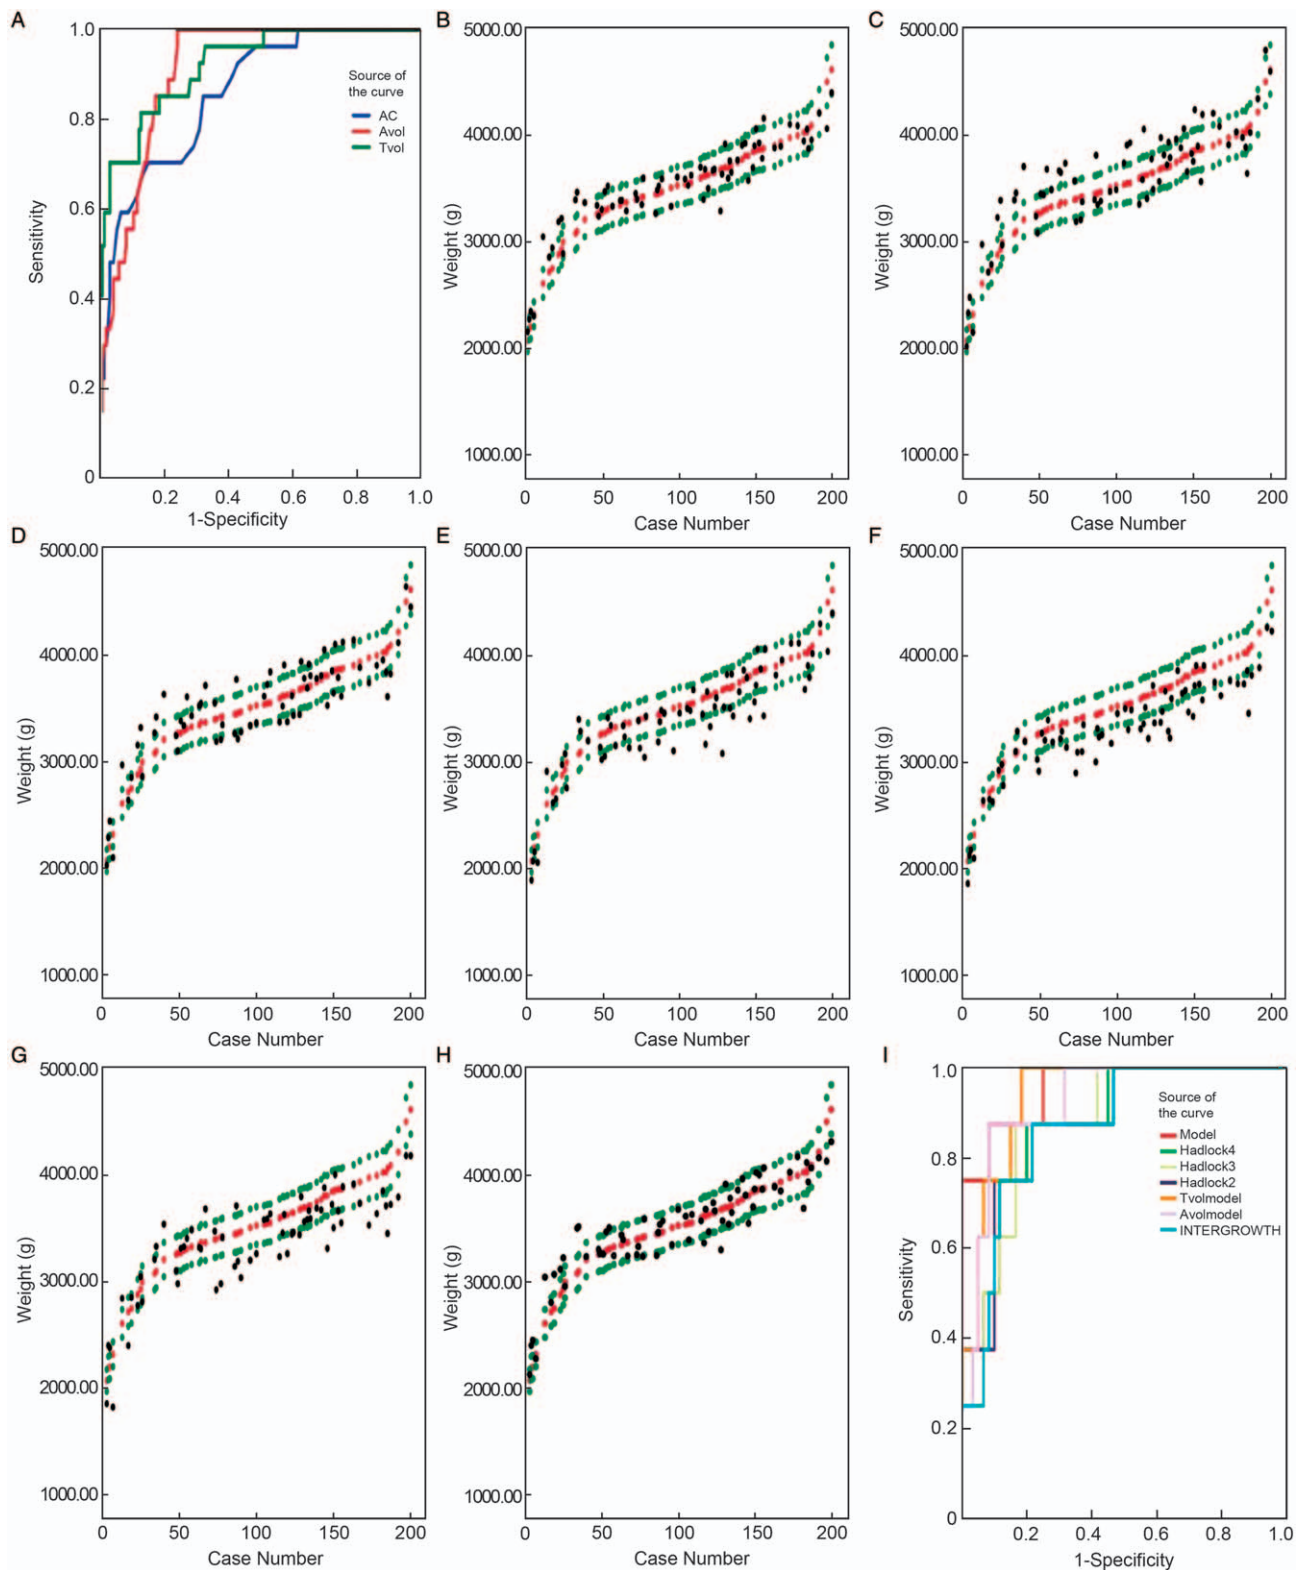 A
1.0
0.8
0.6
0.4
0.2
0
0.2
0.4
0.6
0.8
1.0
Sensitivity
1-Specificity
Source of
the curve
AC
Avol
Tvol
B
5000.00
4000.00
3000.00
2000.00
1000.00
0
50
100
150
200
Weight (g)
Case Number
C
5000.00
4000.00
3000.00
2000.00
1000.00
0
50
100
150
200
Weight (g)
Case Number
D
5000.00
4000.00
3000.00
2000.00
1000.00
0
50
100
150
200
Weight (g)
Case Number
E
5000.00
4000.00
3000.00
2000.00
1000.00
0
50
100
150
200
Weight (g)
Case Number
F
5000.00
4000.00
3000.00
2000.00
1000.00
0
50
100
150
200
Weight (g)
Case Number
G
5000.00
4000.00
3000.00
2000.00
1000.00
0
50
100
150
200
Weight (g)
Case Number
H
5000.00
4000.00
3000.00
2000.00
1000.00
0
50
100
150
200
Weight (g)
Case Number
I
1.0
0.8
0.6
0.4
0.2
0
0.2
0.4
0.6
0.8
1.0
Sensitivity
1-Specificity
Source of
the curve
Model
Hadlock4
Hadlock3
Hadlock2
Tvolmodel
Avolmodel
INTERGROWTH